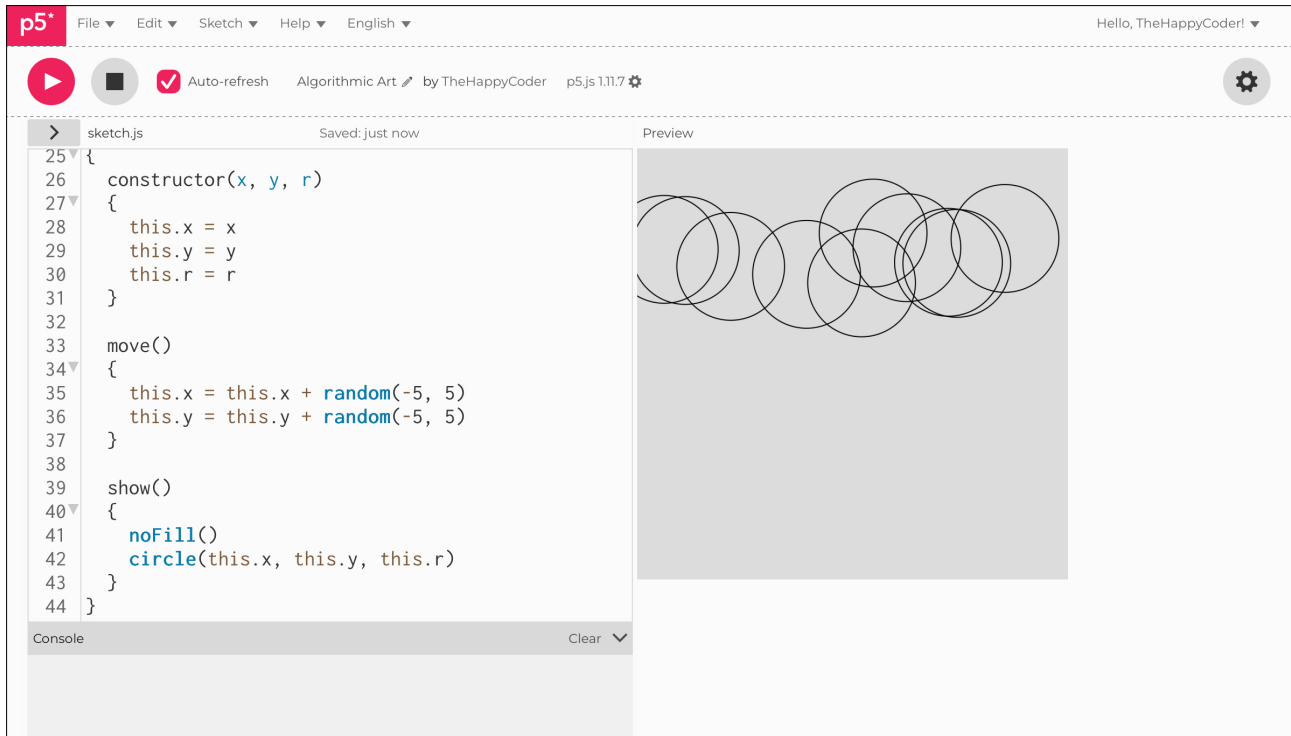 p5* File Edit Sketch Help English Hello, TheHappyCoder!
Auto-refresh Algorithmic Art by TheHappyCoder p5.js 1.11.7
sketch.js Saved: just now Preview
25 {
26   constructor(x, y, r)
27   {
28     this.x = x
29     this.y = y
30     this.r = r
31   }
32
33   move()
34   {
35     this.x = this.x + random(-5, 5)
36     this.y = this.y + random(-5, 5)
37   }
38
39   show()
40   {
41     noFill()
42     circle(this.x, this.y, this.r)
43   }
44 }
Console Clear